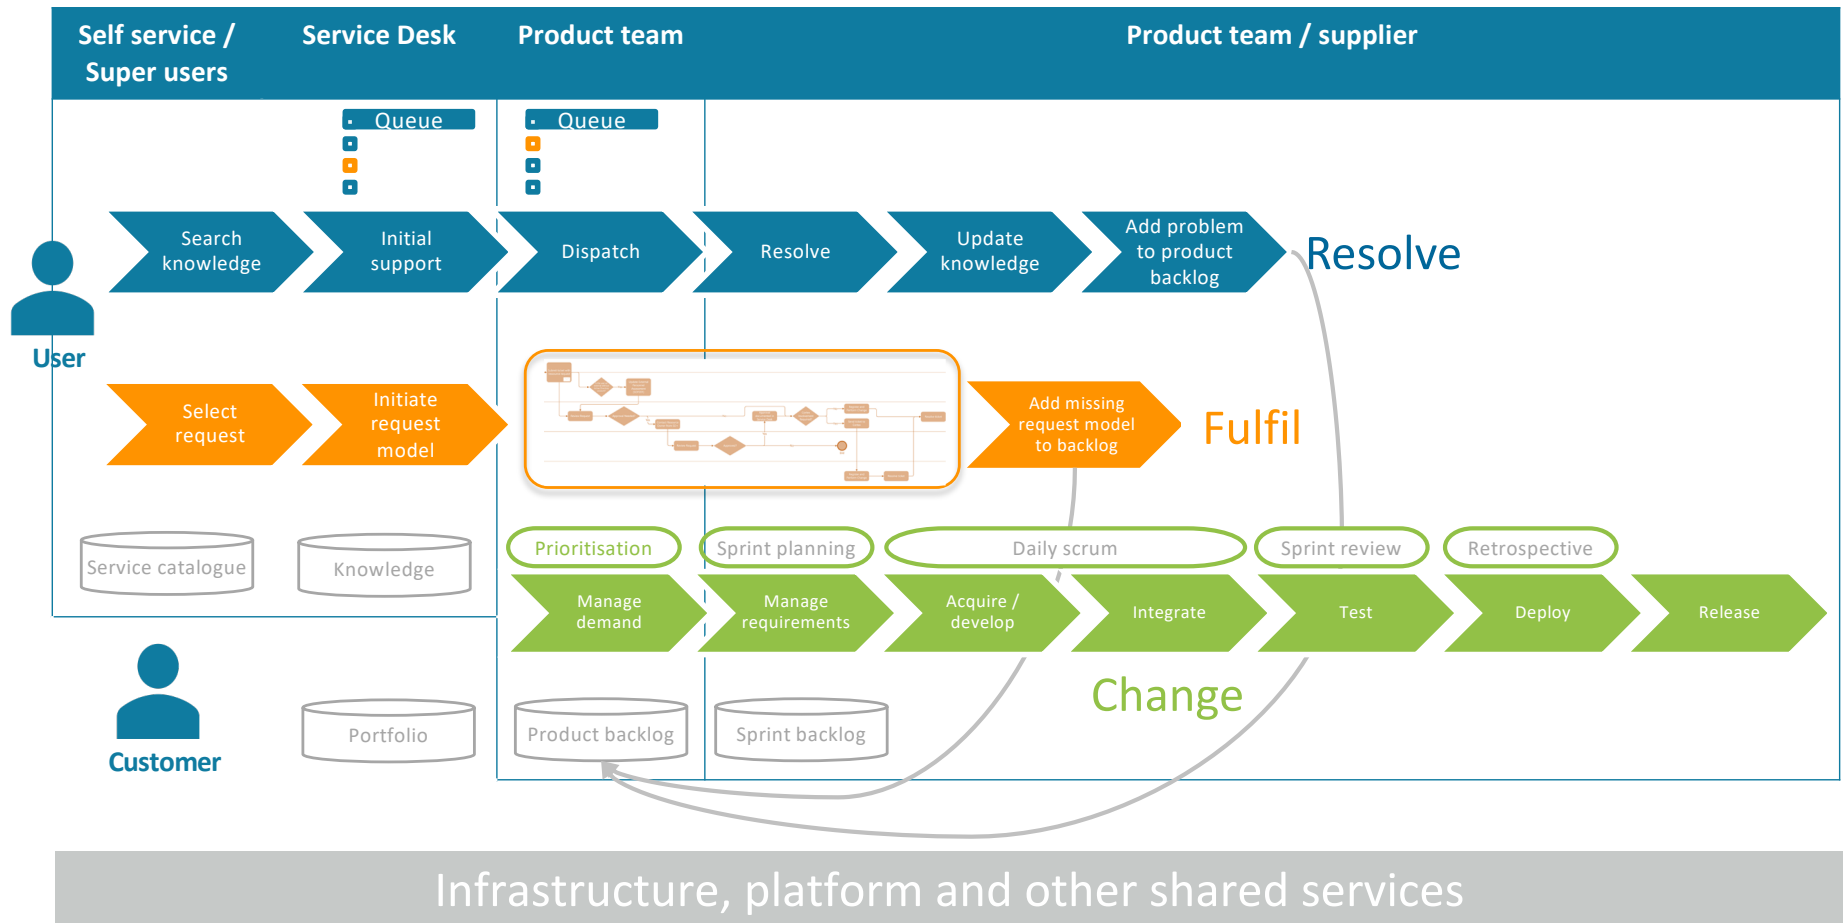 Self service /
Super users
Service Desk
Product team
Product team / supplier
Queue
Queue
Search
knowledge
Initial
support
Dispatch
Resolve
Update
knowledge
Add problem
to product
backlog
Resolve
User
Select
request
Initiate
request
model
Add missing
request model
to backlog
Fulfil
Service catalogue
Knowledge
Prioritisation
Sprint planning
Daily scrum
Sprint review
Retrospective
Manage
demand
Manage
requirements
Acquire /
develop
Integrate
Test
Deploy
Release
Change
Customer
Portfolio
Product backlog
Sprint backlog
Infrastructure, platform and other shared services